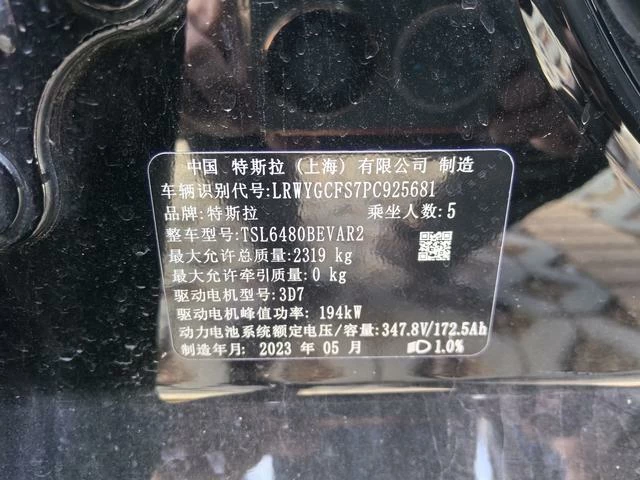 中国 特斯拉（上海）有限公司 制造
车辆识别代号:LRWYGCFS7PC925681
品牌:特斯拉 乘坐人数:5
整车型号:TSL6480BEVAR2
最大允许总质量:2319 kg
最大允许牵引质量:0 kg
驱动电机型号:3D7
驱动电机峰值功率: 194kW
动力电池系统额定电压/容量:347.8V/172.5Ah
制造年月: 2023 年 05 月 1.0%